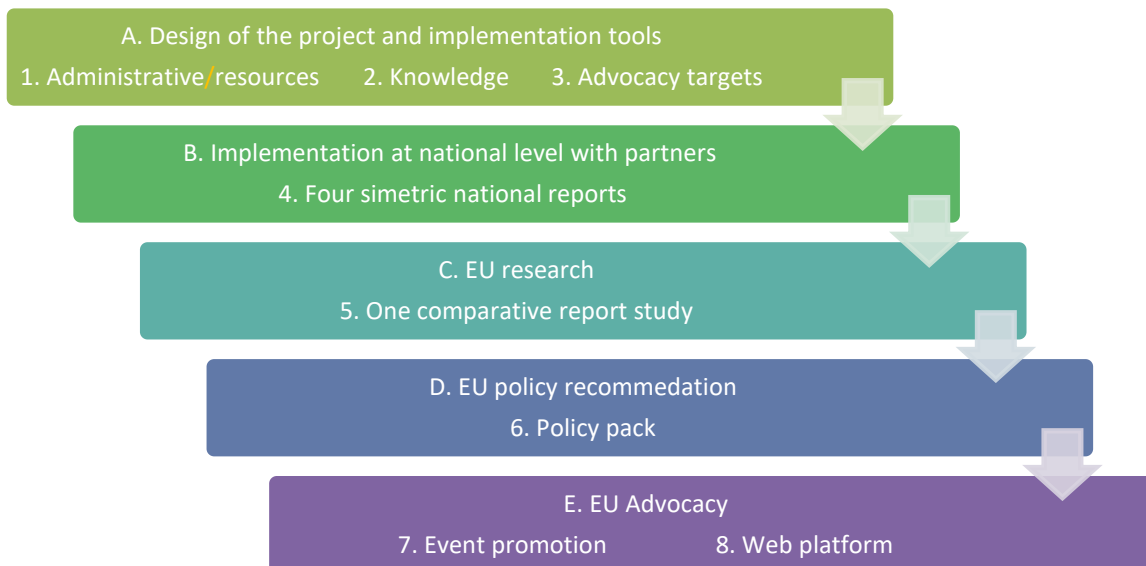 A. Design of the project and implementation tools
1. Administrative/resources 2. Knowledge 3. Advocacy targets
B. Implementation at national level with partners
4. Four simetric national reports
C. EU research
5. One comparative report study
D. EU policy recommedation
6. Policy pack
E. EU Advocacy
7. Event promotion 8. Web platform